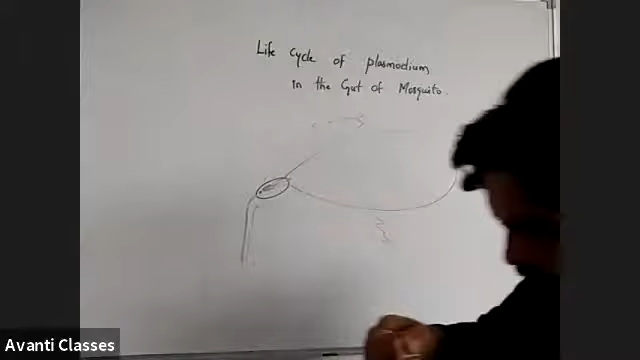 Life cycle of plasmodium
in the Gut of Mosquito.
Avanti Classes